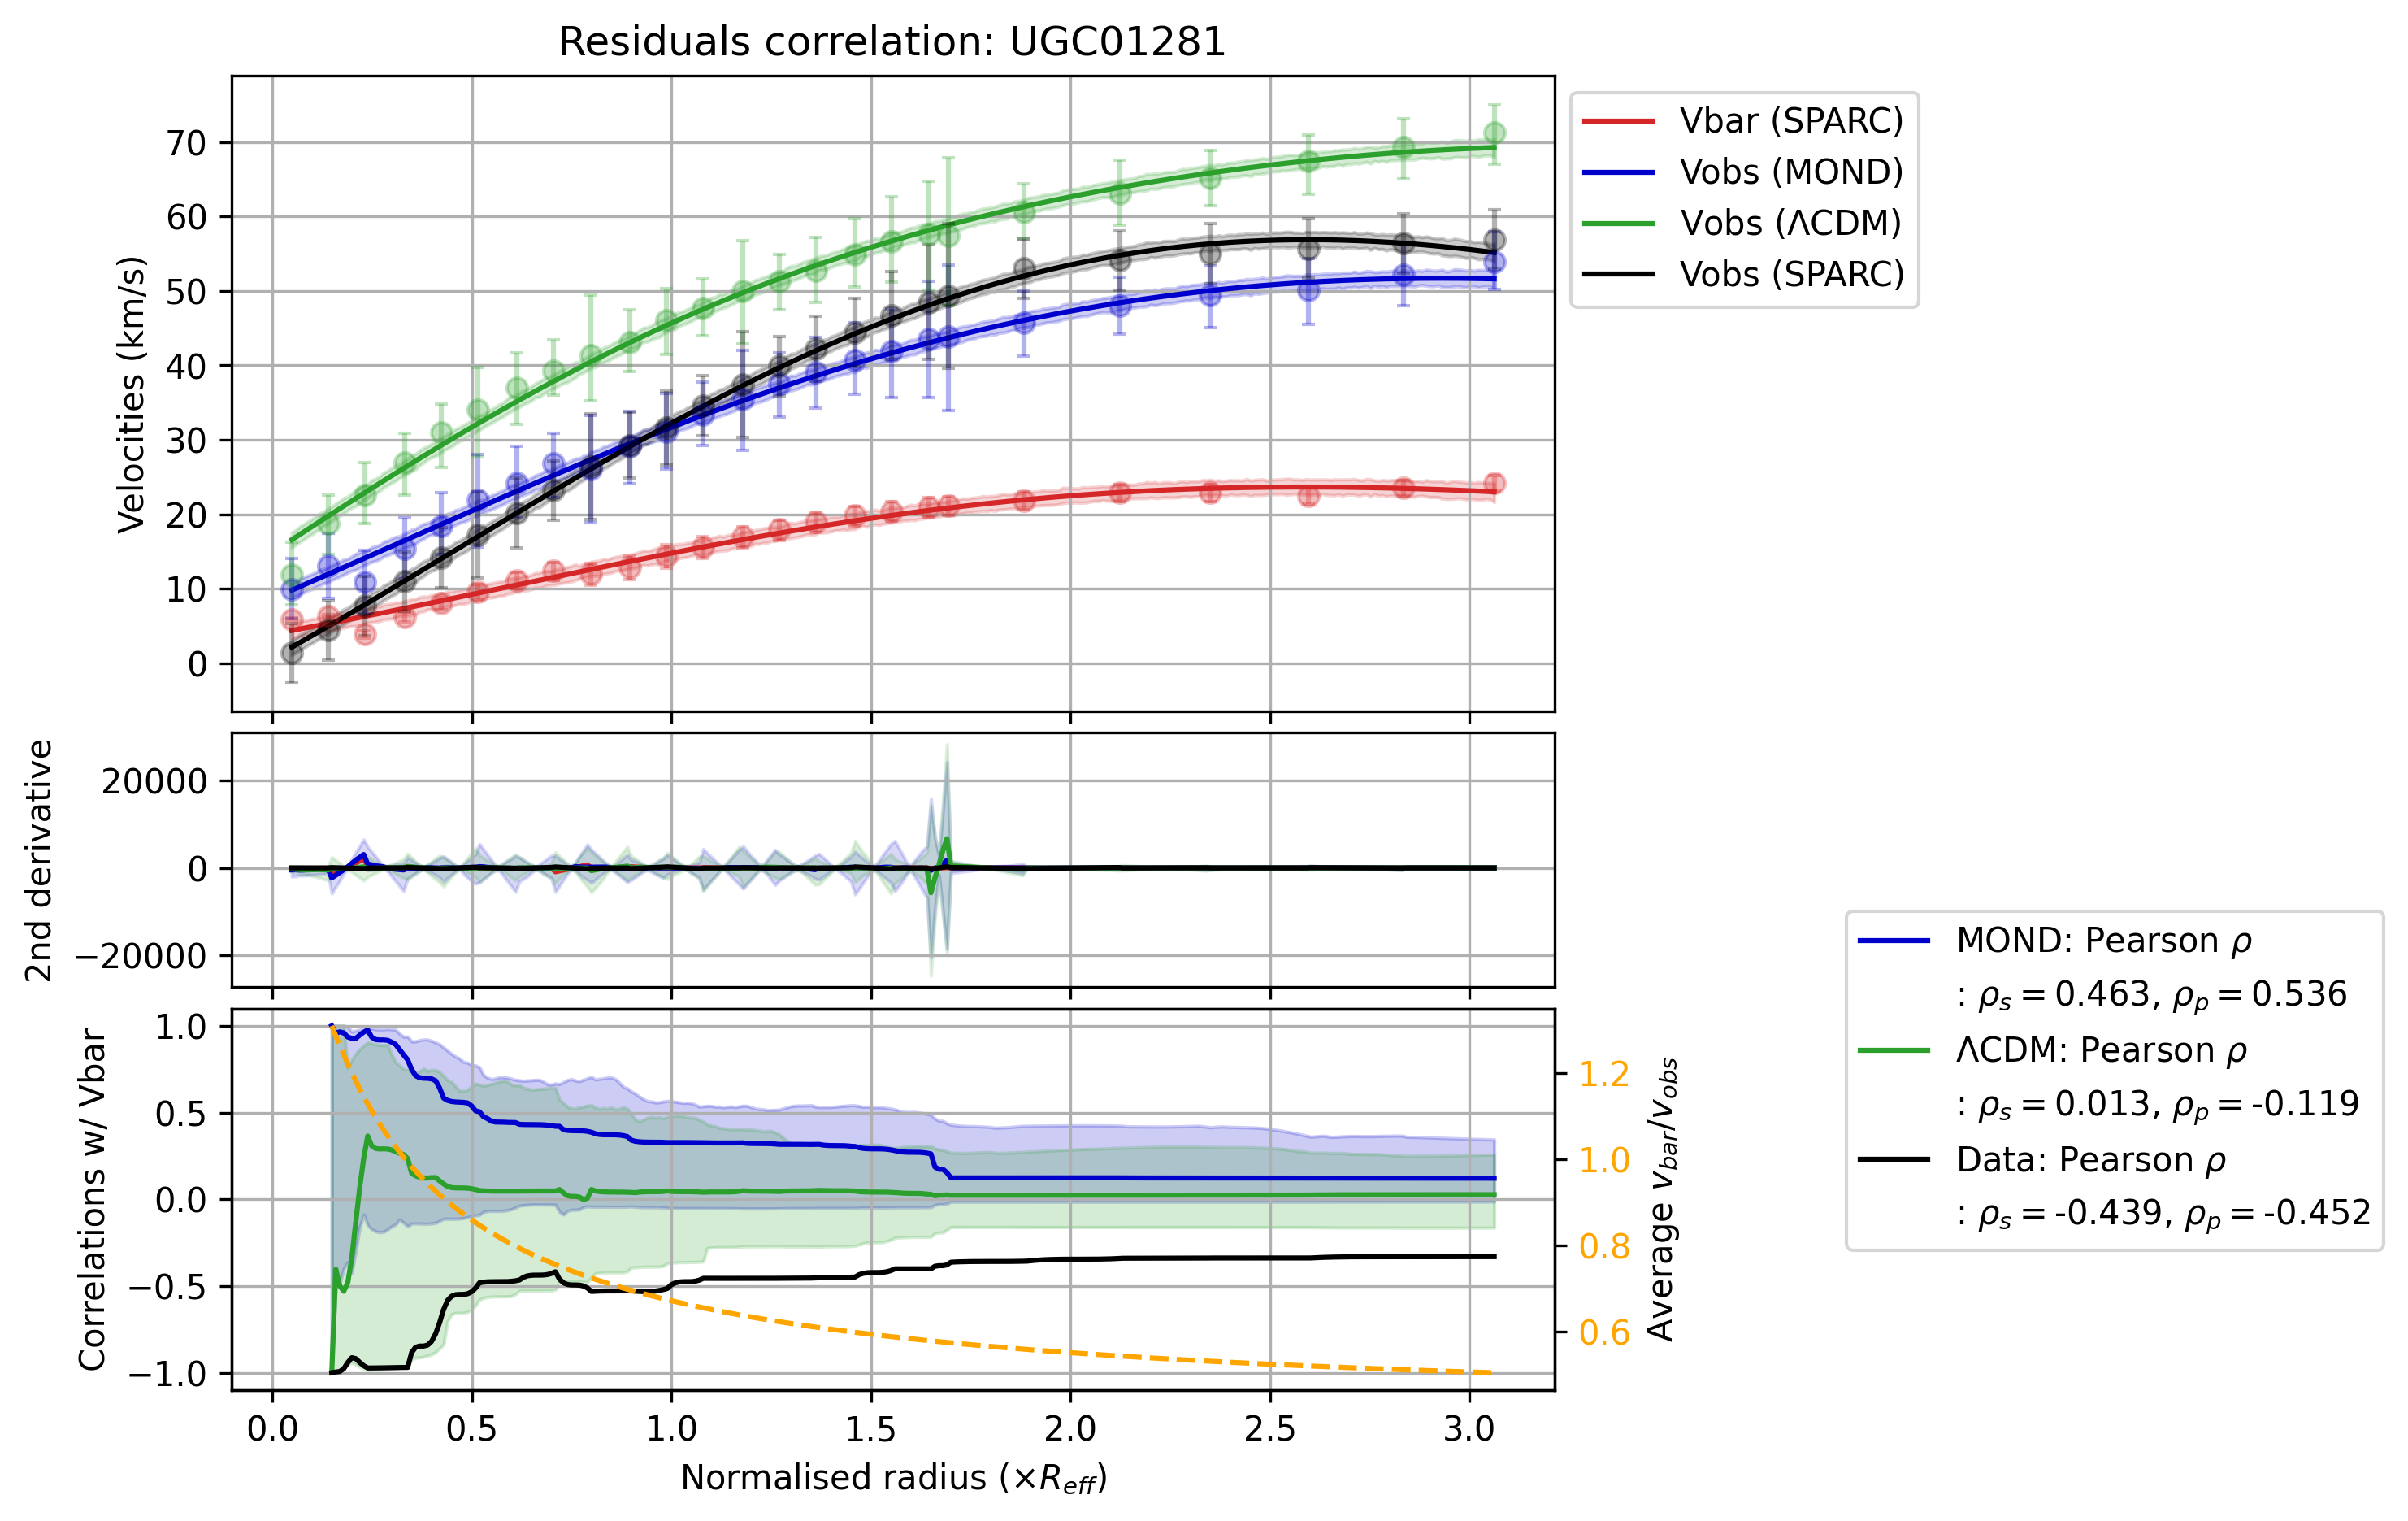 Residuals correlation: UGC01281
Velocities (km/s)
70
60
50
40
30
20
10
0
Vbar (SPARC)
Vobs (MOND)
Vobs (ΛCDM)
Vobs (SPARC)
2nd derivative
20000
0
−20000
Correlations w/ Vbar
1.0
0.5
0.0
−0.5
−1.0
1.2
1.0
0.8
0.6
Average v_bar/v_obs
MOND: Pearson ρ
: ρ_s = 0.463, ρ_p = 0.536
ΛCDM: Pearson ρ
: ρ_s = 0.013, ρ_p = -0.119
Data: Pearson ρ
: ρ_s = -0.439, ρ_p = -0.452
0.0 0.5 1.0 1.5 2.0 2.5 3.0
Normalised radius (×R_eff)